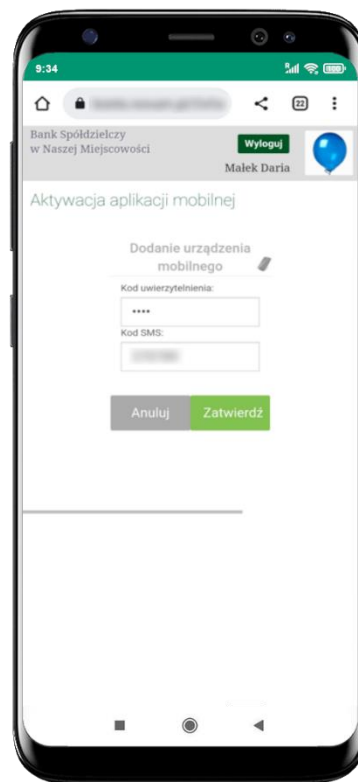 9:34
22
Bank Spółdzielczy
w Naszej Miejscowości
Wyloguj
Małek Daria
Aktywacja aplikacji mobilnej
Dodanie urządzenia
mobilnego
Kod uwierzytelnienia:
••••
Kod SMS:
Anuluj Zatwierdź